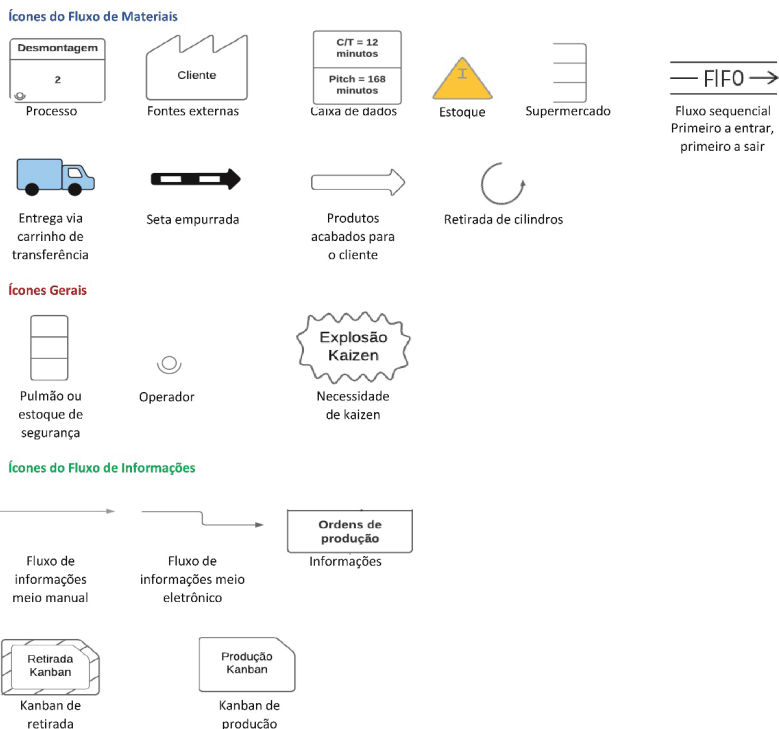 Ícones do Fluxo de Materiais
Desmontagem
2
Processo
Cliente
Fontes externas
C/T = 12
minutos
Pitch = 168
minutos
Caixa de dados
I
Estoque
Supermercado
FIFO
Fluxo sequencial
Primeiro a entrar,
primeiro a sair
Entrega via
carrinho de
transferência
Seta empurrada
Produtos
acabados para
o cliente
Retirada de cilindros
Ícones Gerais
Pulmão ou
estoque de
segurança
Operador
Explosão
Kaizen
Necessidade
de kaizen
Ícones do Fluxo de Informações
Fluxo de
informações
meio manual
Fluxo de
informações meio
eletrônico
Ordens de
produção
Informações
Retirada
Kanban
Kanban de
retirada
Produção
Kanban
Kanban de
produção